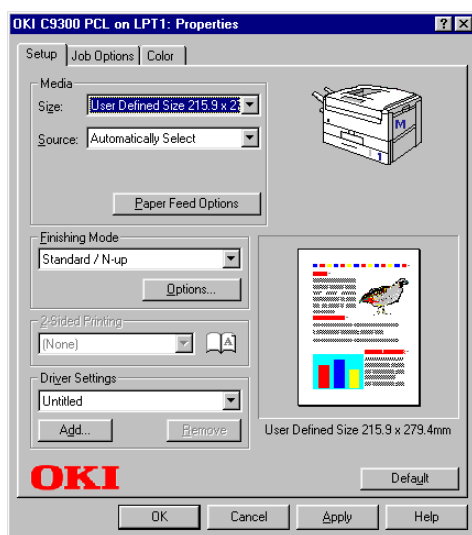 OKI C9300 PCL on LPT1: Properties
Setup
Job Options
Color
Media
Size:
User Defined Size 215.9 x 27
Source:
Automatically Select
Paper Feed Options
M
1
Finishing Mode
Standard / N-up
Options...
2-Sided Printing
(None)
A
Driver Settings
Untitled
Add...
Remove
User Defined Size 215.9 x 279.4mm
OKI
Default
OK
Cancel
Apply
Help